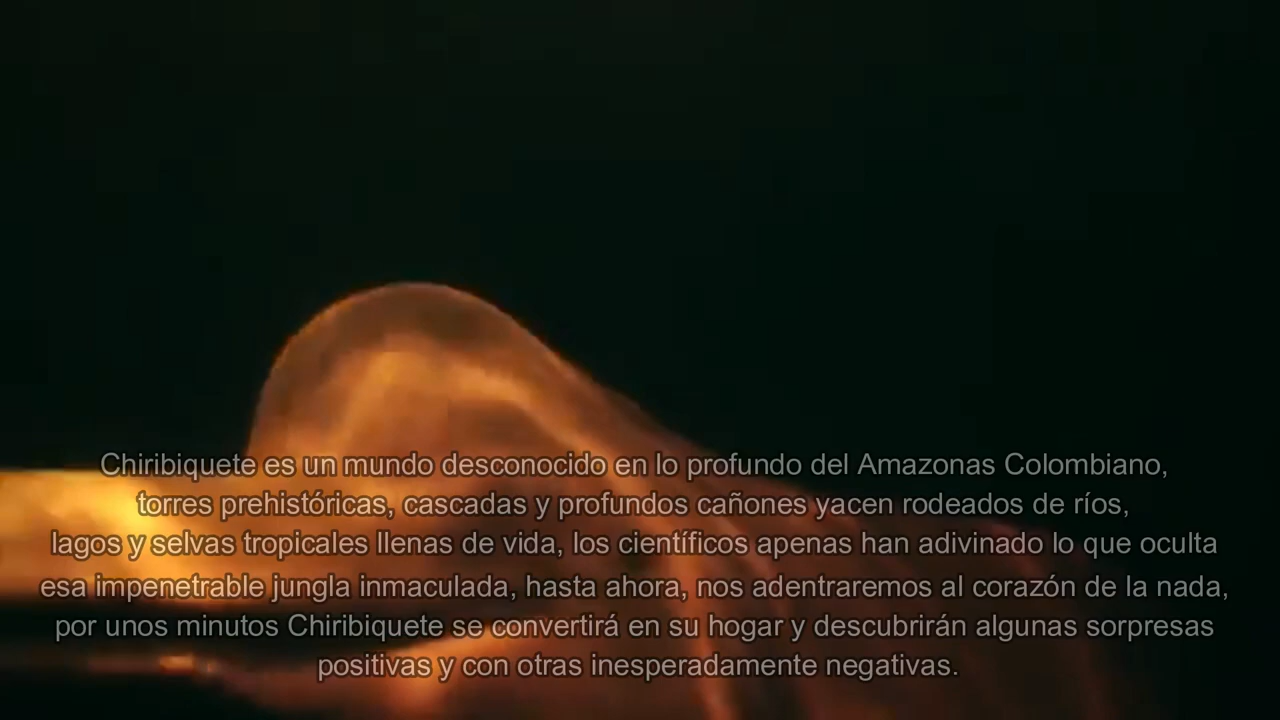 Chiribiquete es un mundo desconocido en lo profundo del Amazonas Colombiano,
torres prehistóricas, cascadas y profundos cañones yacen rodeados de ríos,
lagos y selvas tropicales llenas de vida, los científicos apenas han adivinado lo que oculta
esa impenetrable jungla inmaculada, hasta ahora, nos adentraremos al corazón de la nada,
por unos minutos Chiribiquete se convertirá en su hogar y descubrirán algunas sorpresas
positivas y con otras inesperadamente negativas.